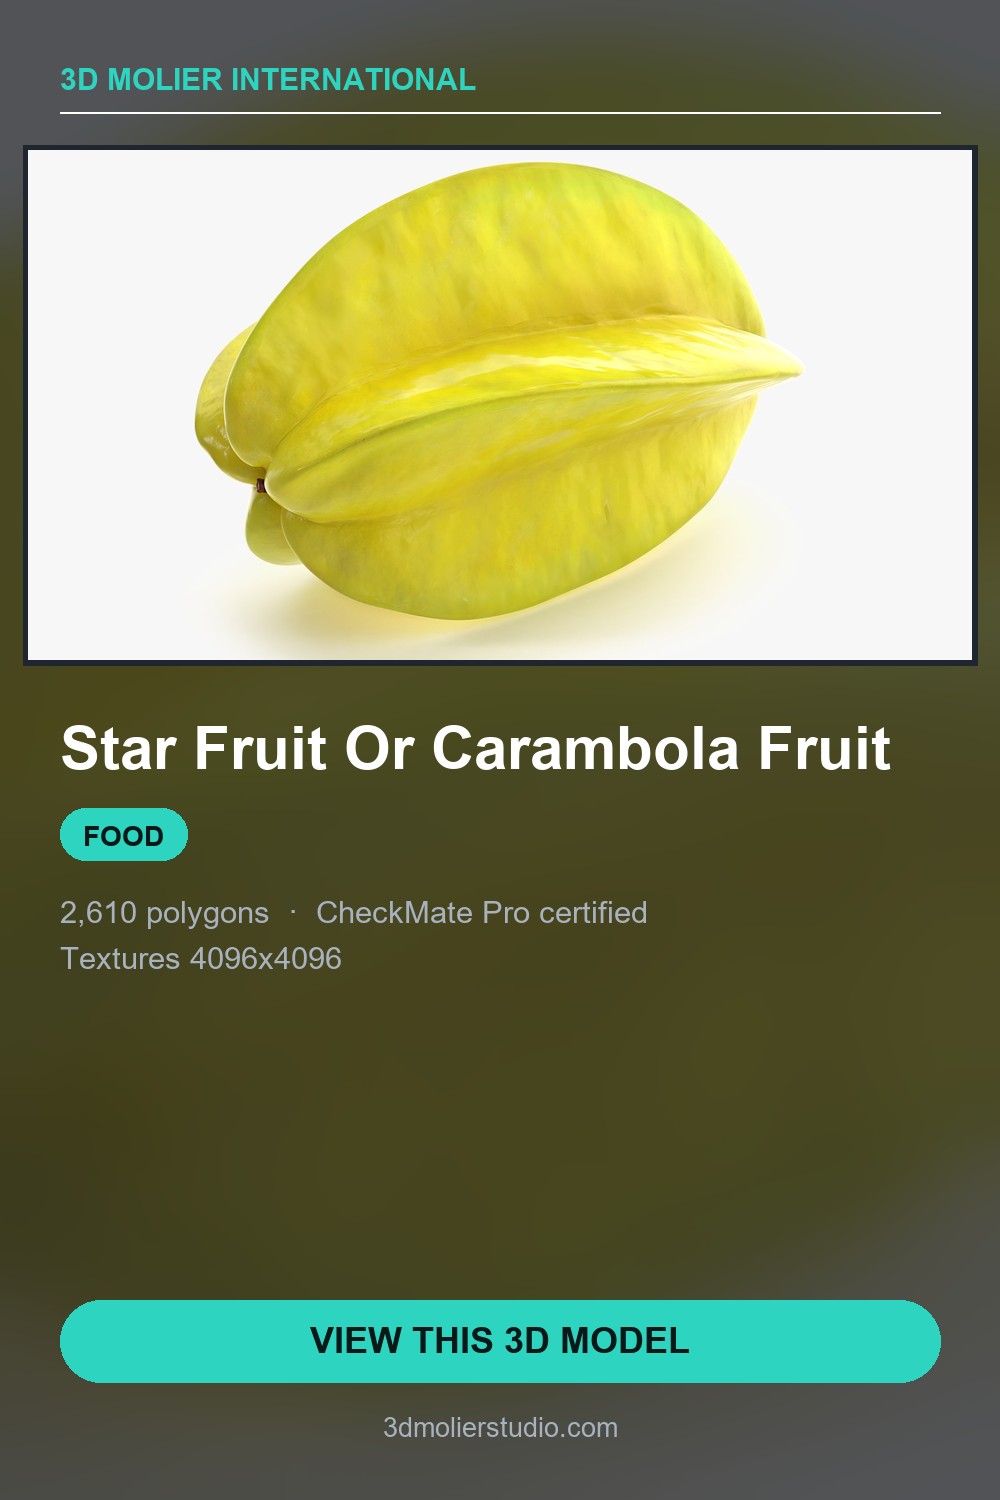 3D MOLIER INTERNATIONAL
Star Fruit Or Carambola Fruit
FOOD
2,610 polygons · CheckMate Pro certified
Textures 4096x4096
VIEW THIS 3D MODEL
3dmolierstudio.com